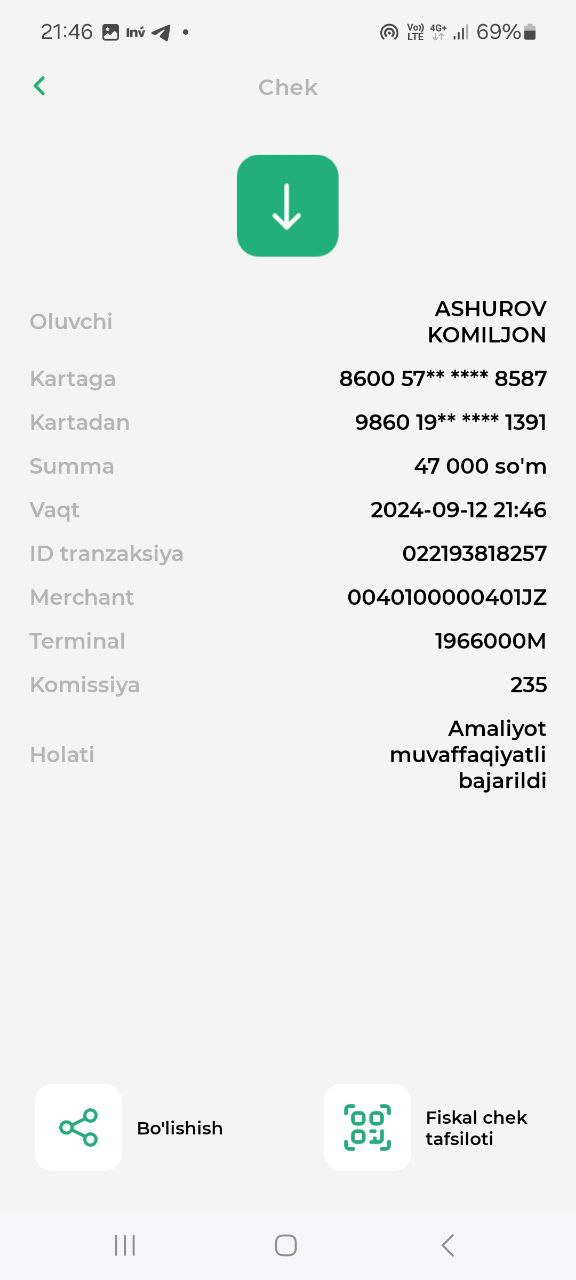 21:46 Inv 69%
Vo)) LTE 4G+
Chek
Oluvchi ASHUROV
KOMILJON
Kartaga 8600 57** **** 8587
Kartadan 9860 19** **** 1391
Summa 47 000 so'm
Vaqt 2024-09-12 21:46
ID tranzaksiya 022193818257
Merchant 0040100000401JZ
Terminal 1966000M
Komissiya 235
Holati Amaliyot
muvaffaqiyatli
bajarildi
Bo'lishish
Fiskal chek
tafsiloti